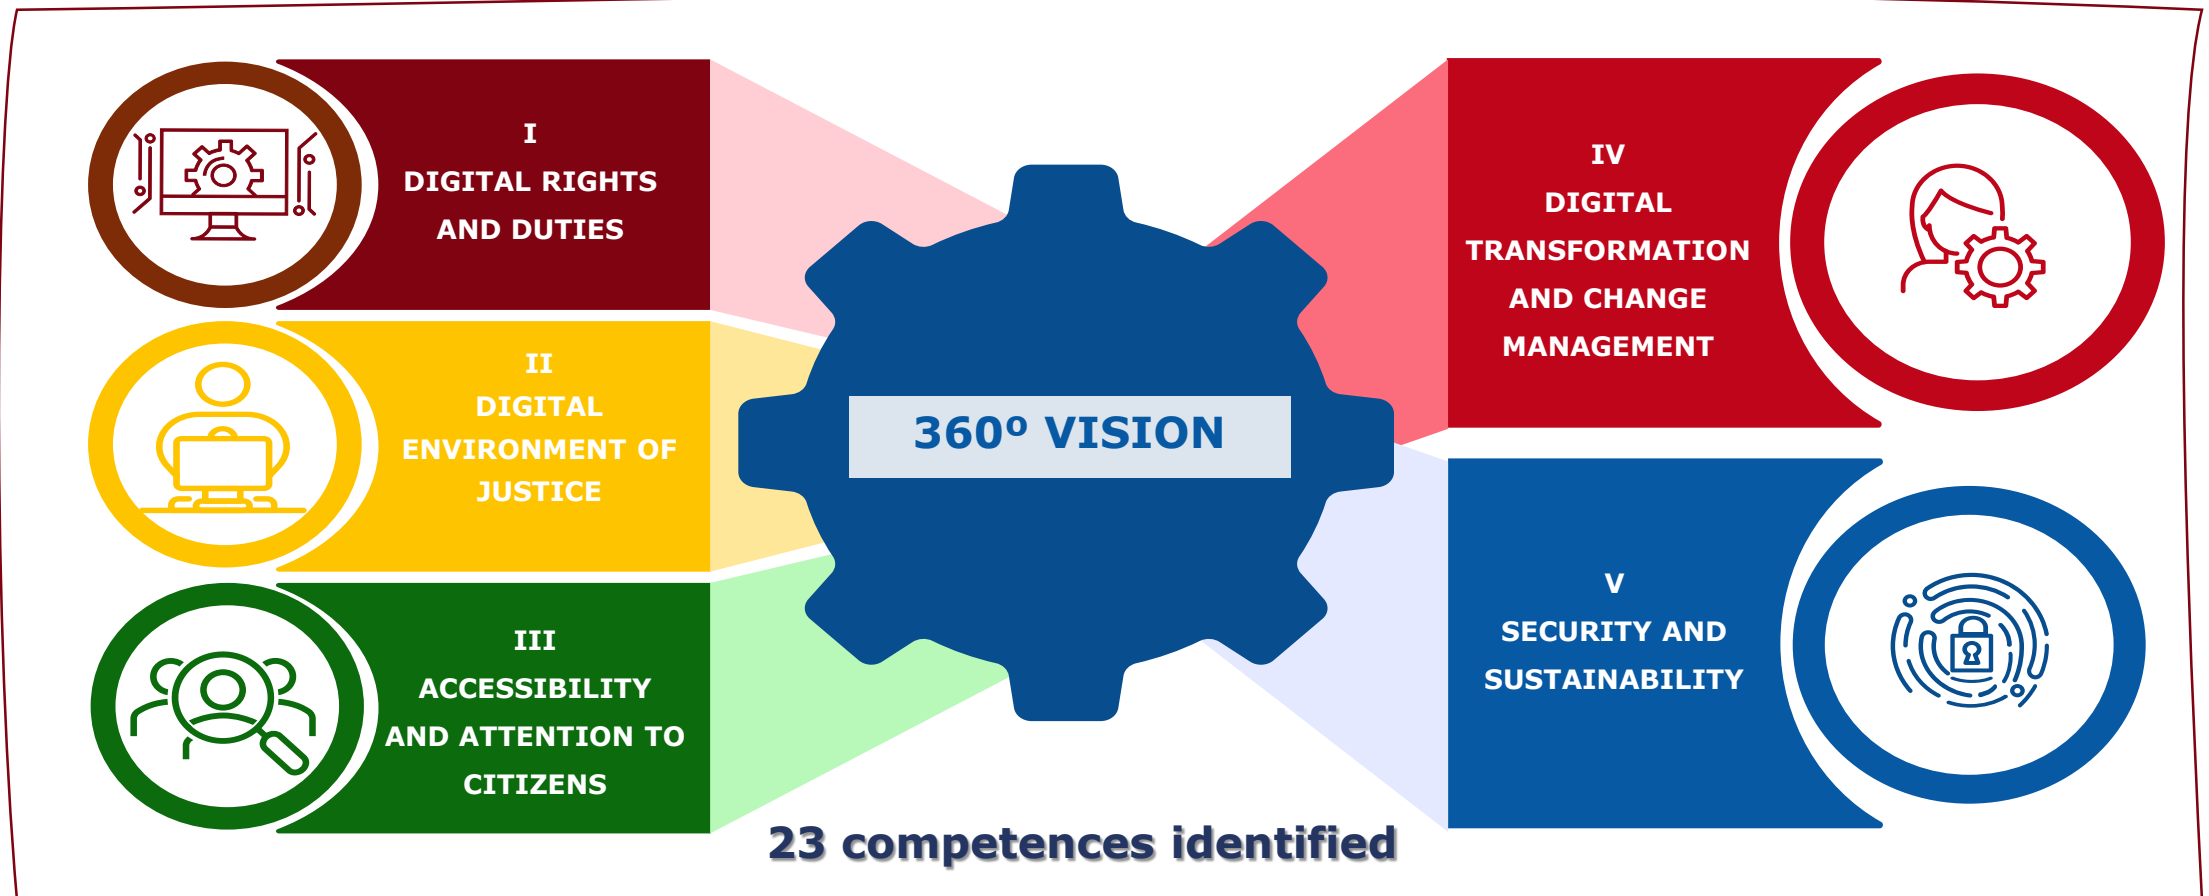 I
DIGITAL RIGHTS
AND DUTIES
II
DIGITAL
ENVIRONMENT OF
JUSTICE
III
ACCESSIBILITY
AND ATTENTION TO
CITIZENS
360º VISION
IV
DIGITAL
TRANSFORMATION
AND CHANGE
MANAGEMENT
V
SECURITY AND
SUSTAINABILITY
23 competences identified